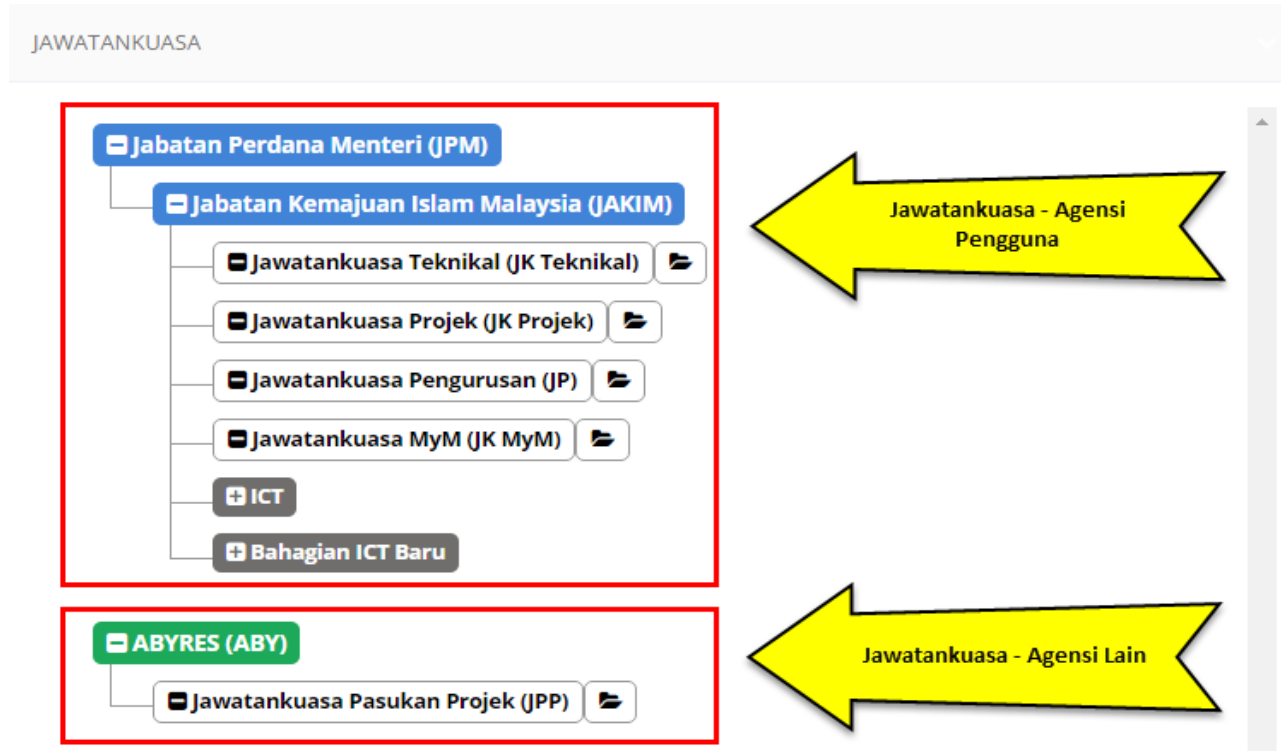 JAWATANKUASA
Jabatan Perdana Menteri (JPM)
Jabatan Kemajuan Islam Malaysia (JAKIM)
Jawatankuasa - Agensi
Pengguna
Jawatankuasa Teknikal (JK Teknikal)
Jawatankuasa Projek (JK Projek)
Jawatankuasa Pengurusan (JP)
Jawatankuasa MyM (JK MyM)
ICT
Bahagian ICT Baru
ABYRES (ABY)
Jawatankuasa - Agensi Lain
Jawatankuasa Pasukan Projek (JPP)